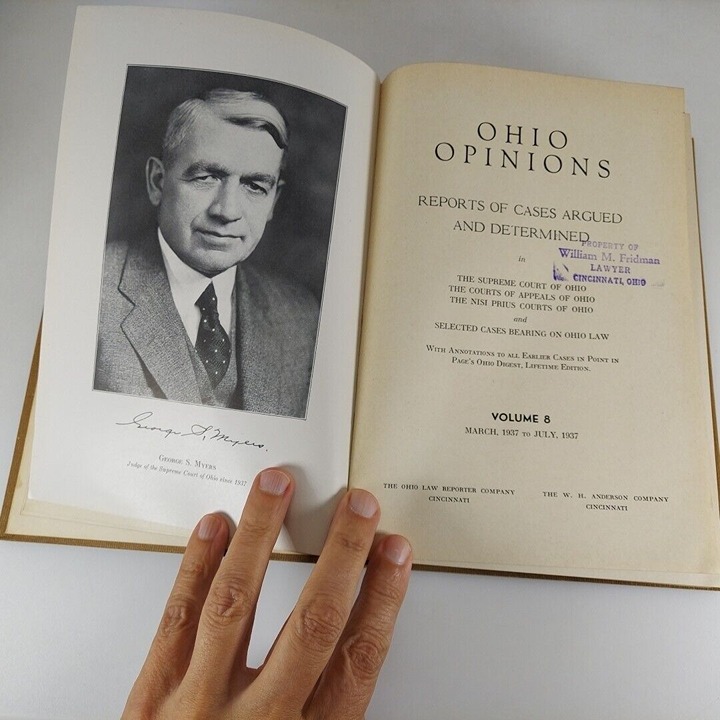 George S. Myers.
GEORGE S. MYERS
Judge of the Supreme Court of Ohio since 1937
OHIO
OPINIONS
REPORTS OF CASES ARGUED
AND DETERMINED
PROPERTY OF
William M. Fridman
LAWYER
CINCINNATI, OHIO
in
THE SUPREME COURT OF OHIO
THE COURTS OF APPEALS OF OHIO
THE NISI PRIUS COURTS OF OHIO
and
SELECTED CASES BEARING ON OHIO LAW
WITH ANNOTATIONS TO ALL EARLIER CASES IN POINT IN
PAGE'S OHIO DIGEST, LIFETIME EDITION.
VOLUME 8
MARCH, 1937 TO JULY, 1937
THE OHIO LAW REPORTER COMPANY
CINCINNATI
THE W. H. ANDERSON COMPANY
CINCINNATI